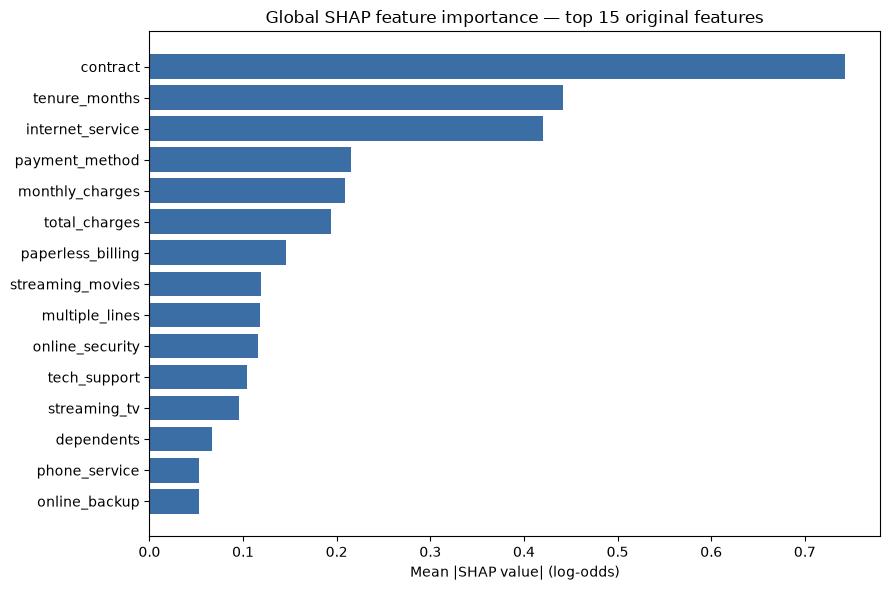 Global SHAP feature importance — top 15 original features
contract
tenure_months
internet_service
payment_method
monthly_charges
total_charges
paperless_billing
streaming_movies
multiple_lines
online_security
tech_support
streaming_tv
dependents
phone_service
online_backup
0.0 0.1 0.2 0.3 0.4 0.5 0.6 0.7
Mean |SHAP value| (log-odds)